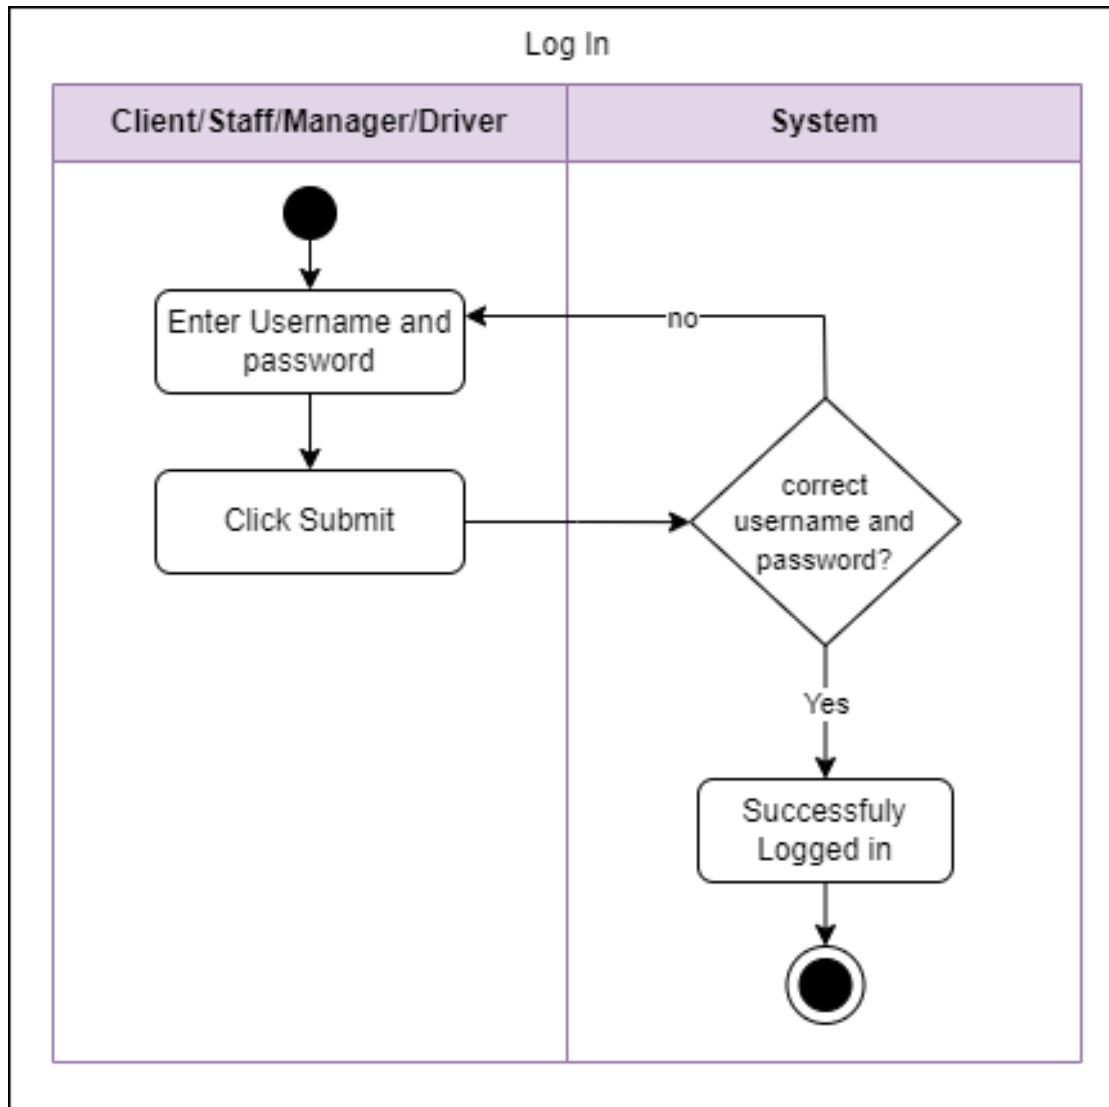 Log In
Client/Staff/Manager/Driver
System
Enter Username and
password
no
Click Submit
correct
username and
password?
Yes
Successfuly
Logged in